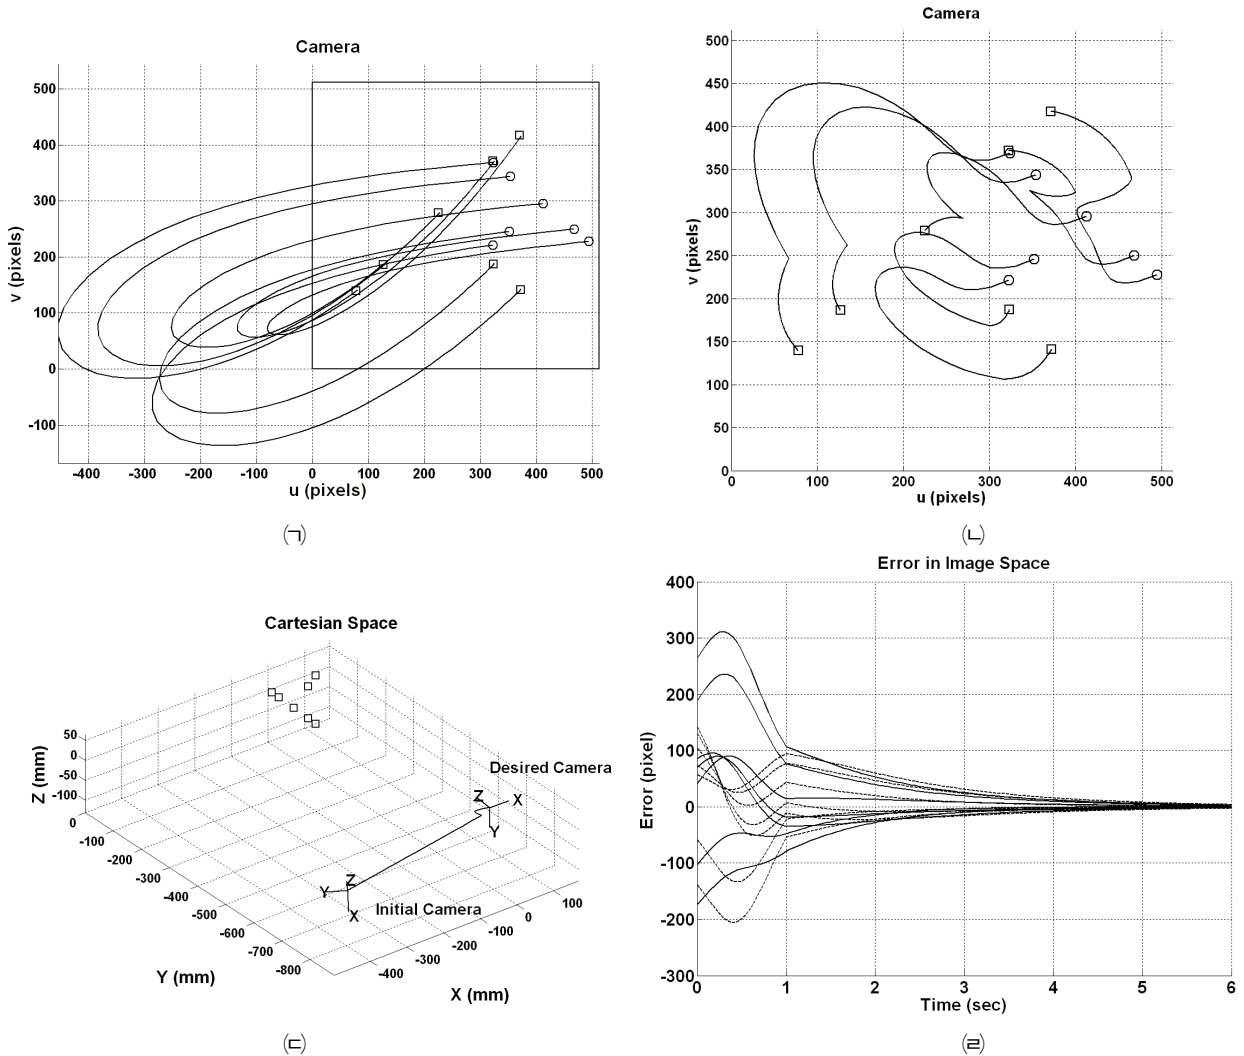 Camera
500
400
300
200
100
0
-100
-400
-300
-200
-100
0
100
200
300
400
500
v (pixels)
u (pixels)
(ㄱ)
Camera
500
450
400
350
300
250
200
150
100
50
0
0
100
200
300
400
500
v (pixels)
u (pixels)
(ㄴ)
Cartesian Space
50
0
-50
-100
Z (mm)
0
-100
-200
-300
-400
-500
-600
-700
-800
Y (mm)
-400
-300
-200
-100
0
100
X (mm)
Desired Camera
Z
X
Y
Initial Camera
Z
Y
X
(ㄷ)
Error in Image Space
400
300
200
100
0
-100
-200
-300
0
1
2
3
4
5
6
Error (pixel)
Time (sec)
(ㄹ)